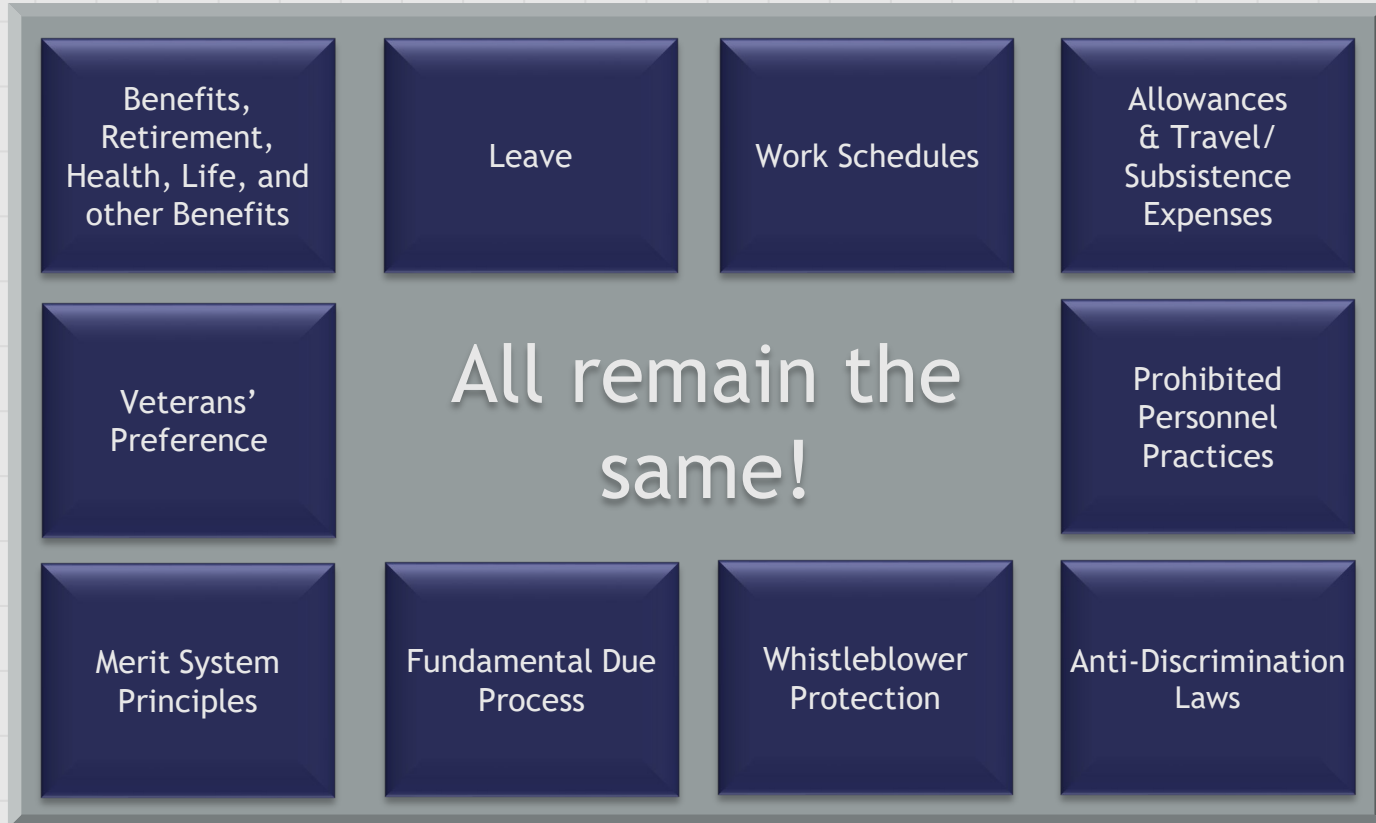 Benefits,
Retirement,
Health, Life, and
other Benefits
Leave
Work Schedules
Allowances
& Travel/
Subsistence
Expenses
Veterans’
Preference
All remain the
same!
Prohibited
Personnel
Practices
Merit System
Principles
Fundamental Due
Process
Whistleblower
Protection
Anti-Discrimination
Laws